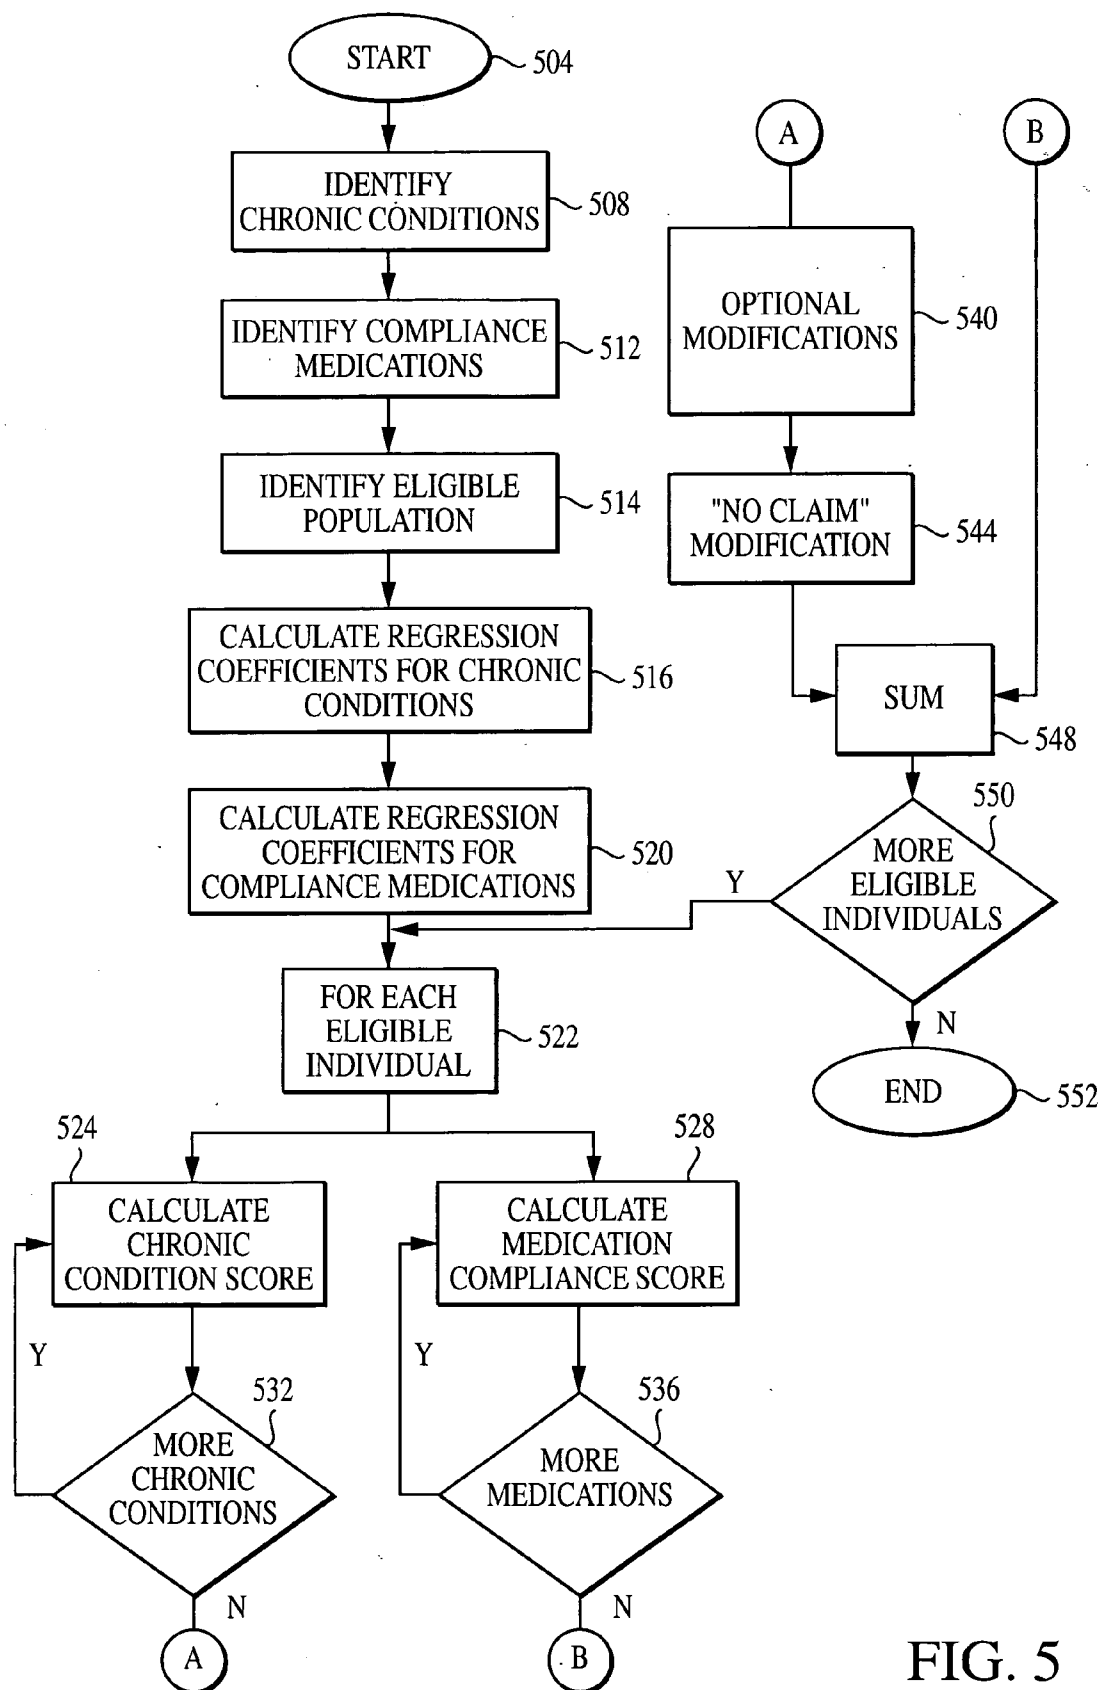 START
504
IDENTIFY
CHRONIC CONDITIONS
508
IDENTIFY COMPLIANCE
MEDICATIONS
512
IDENTIFY ELIGIBLE
POPULATION
514
CALCULATE REGRESSION
COEFFICIENTS FOR CHRONIC
CONDITIONS
516
CALCULATE REGRESSION
COEFFICIENTS FOR
COMPLIANCE MEDICATIONS
520
FOR EACH
ELIGIBLE
INDIVIDUAL
522
524
CALCULATE
CHRONIC
CONDITION SCORE
Y
532
MORE
CHRONIC
CONDITIONS
N
A
528
CALCULATE
MEDICATION
COMPLIANCE SCORE
Y
536
MORE
MEDICATIONS
N
B
A
OPTIONAL
MODIFICATIONS
540
"NO CLAIM"
MODIFICATION
544
B
SUM
548
550
MORE
ELIGIBLE
INDIVIDUALS
Y
N
END
552
FIG. 5